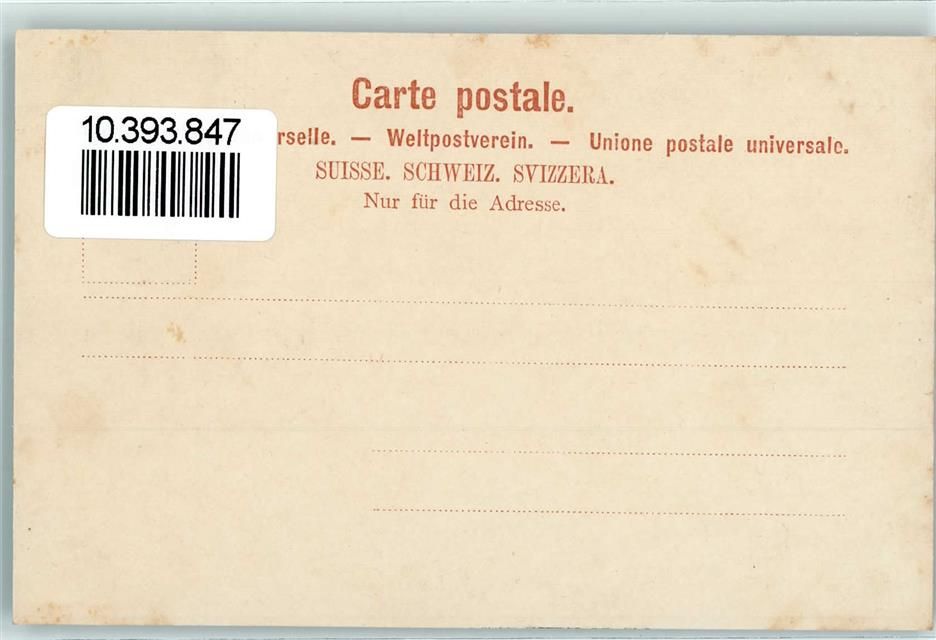 Carte postale.
10.393.847
rselle. — Weltpostverein. — Unione postale universale.
SUISSE. SCHWEIZ. SVIZZERA.
Nur für die Adresse.